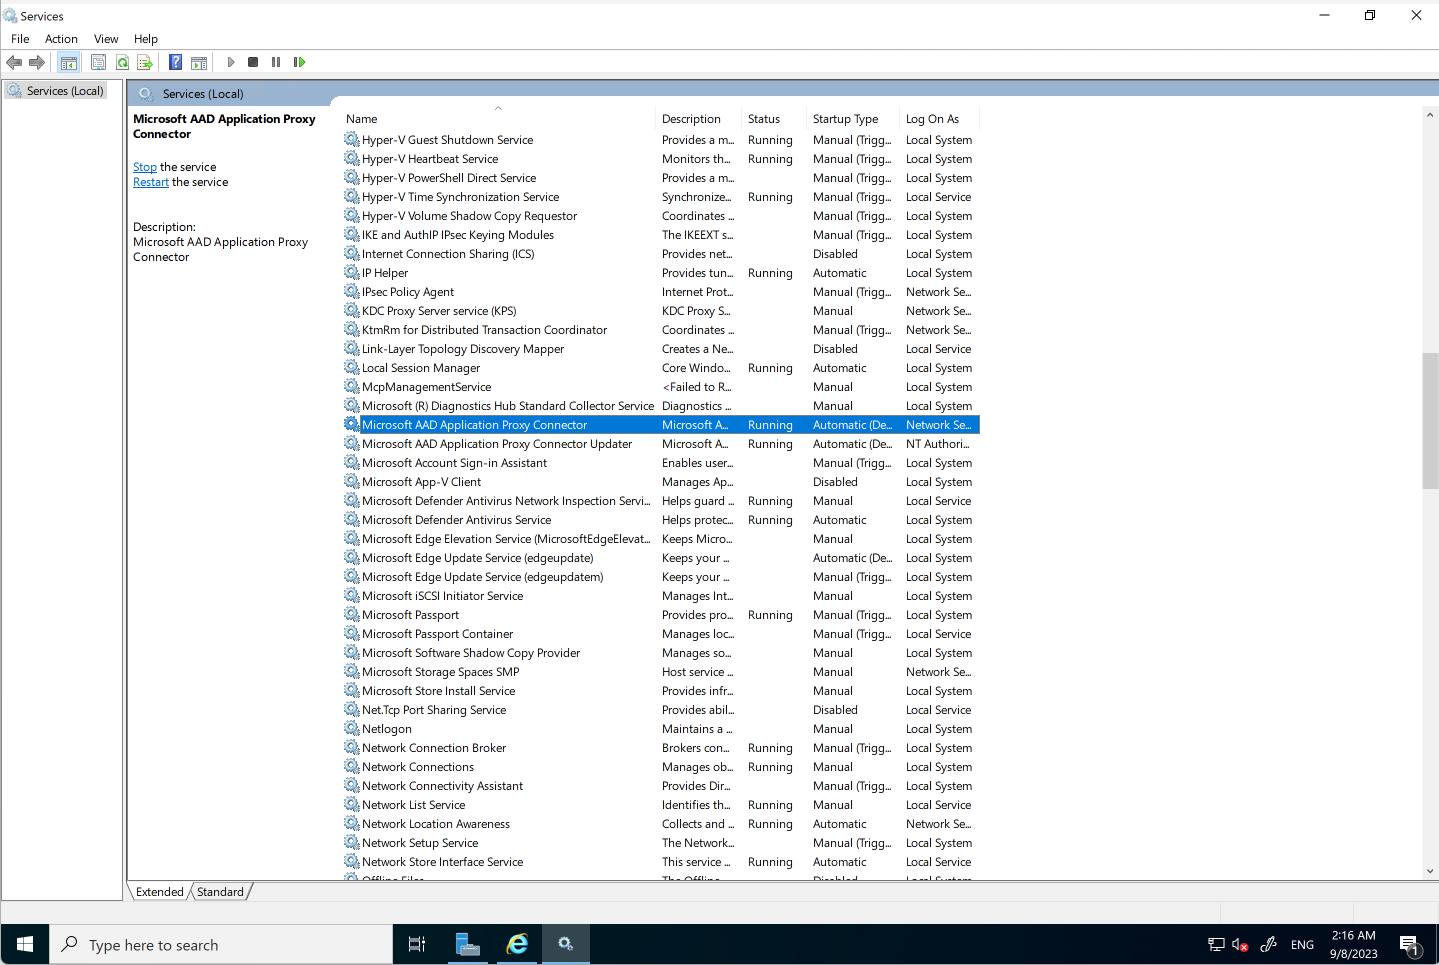 Services
File Action View Help
Services (Local)
Services (Local)
Microsoft AAD Application Proxy
Connector
Stop the service
Restart the service
Description:
Microsoft AAD Application Proxy
Connector
Name Description Status Startup Type Log On As
Hyper-V Guest Shutdown Service Provides a m... Running Manual (Trigg... Local System
Hyper-V Heartbeat Service Monitors th... Running Manual (Trigg... Local System
Hyper-V PowerShell Direct Service Provides a m... Manual (Trigg... Local System
Hyper-V Time Synchronization Service Synchronize... Running Manual (Trigg... Local Service
Hyper-V Volume Shadow Copy Requestor Coordinates ... Manual (Trigg... Local System
IKE and AuthIP IPsec Keying Modules The IKEEXT s... Manual (Trigg... Local System
Internet Connection Sharing (ICS) Provides net... Disabled Local System
IP Helper Provides tun... Running Automatic Local System
IPsec Policy Agent Internet Prot... Manual (Trigg... Network Se...
KDC Proxy Server service (KPS) KDC Proxy S... Manual Network Se...
KtmRm for Distributed Transaction Coordinator Coordinates ... Manual (Trigg... Network Se...
Link-Layer Topology Discovery Mapper Creates a Ne... Disabled Local Service
Local Session Manager Core Windo... Running Automatic Local System
McpManagementService <Failed to R... Manual Local System
Microsoft (R) Diagnostics Hub Standard Collector Service Diagnostics ... Manual Local System
Microsoft AAD Application Proxy Connector Microsoft A... Running Automatic (De... Network Se...
Microsoft AAD Application Proxy Connector Updater Microsoft A... Running Automatic (De... NT Authori...
Microsoft Account Sign-in Assistant Enables user... Manual (Trigg... Local System
Microsoft App-V Client Manages Ap... Disabled Local System
Microsoft Defender Antivirus Network Inspection Servi... Helps guard ... Running Manual Local Service
Microsoft Defender Antivirus Service Helps protec... Running Automatic Local System
Microsoft Edge Elevation Service (MicrosoftEdgeElevat... Keeps Micro... Manual Local System
Microsoft Edge Update Service (edgeupdate) Keeps your ... Automatic (De... Local System
Microsoft Edge Update Service (edgeupdatem) Keeps your ... Manual (Trigg... Local System
Microsoft iSCSI Initiator Service Manages Int... Manual Local System
Microsoft Passport Provides pro... Running Manual (Trigg... Local System
Microsoft Passport Container Manages loc... Manual (Trigg... Local Service
Microsoft Software Shadow Copy Provider Manages so... Manual Local System
Microsoft Storage Spaces SMP Host service ... Manual Network Se...
Microsoft Store Install Service Provides infr... Manual Local System
Net.Tcp Port Sharing Service Provides abil... Disabled Local Service
Netlogon Maintains a ... Manual Local System
Network Connection Broker Brokers con... Running Manual (Trigg... Local System
Network Connections Manages ob... Running Manual Local System
Network Connectivity Assistant Provides Dir... Manual (Trigg... Local System
Network List Service Identifies th... Running Manual Local Service
Network Location Awareness Collects and ... Running Automatic Network Se...
Network Setup Service The Network... Manual (Trigg... Local System
Network Store Interface Service This service ... Running Automatic Local Service
Offline Files The Offline... Disabled Local System
Extended Standard
Type here to search
ENG
2:16 AM
9/8/2023
1